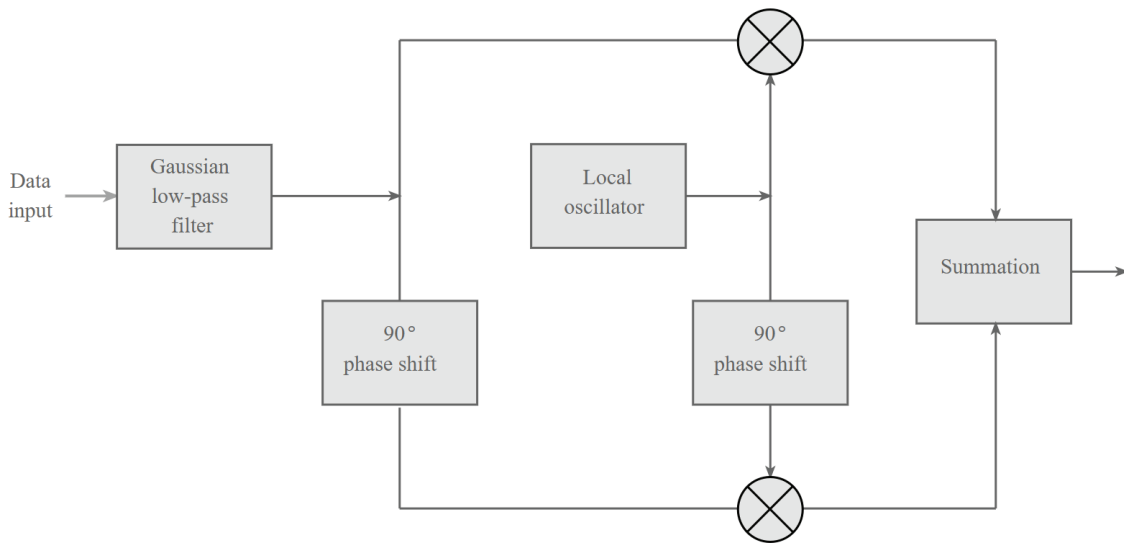 Data
input
Gaussian
low-pass
filter
Local
oscillator
Summation
90°
phase shift
90°
phase shift